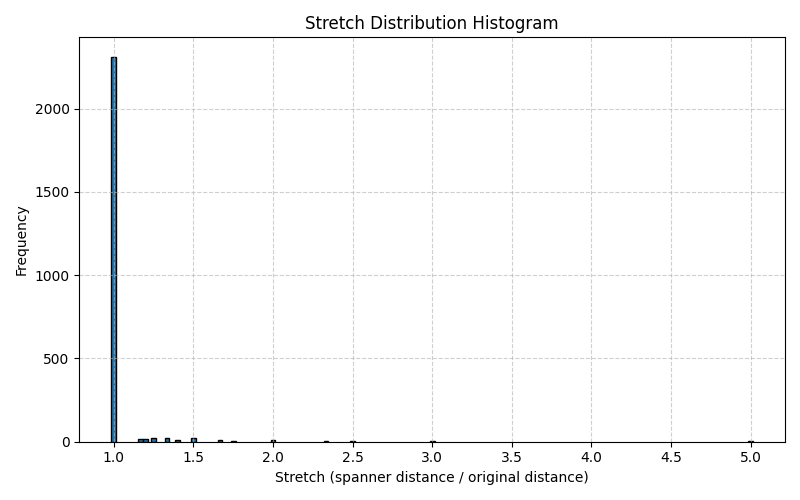 Stretch Distribution Histogram
Frequency
2000
1500
1000
500
0
1.0 1.5 2.0 2.5 3.0 3.5 4.0 4.5 5.0
Stretch (spanner distance / original distance)